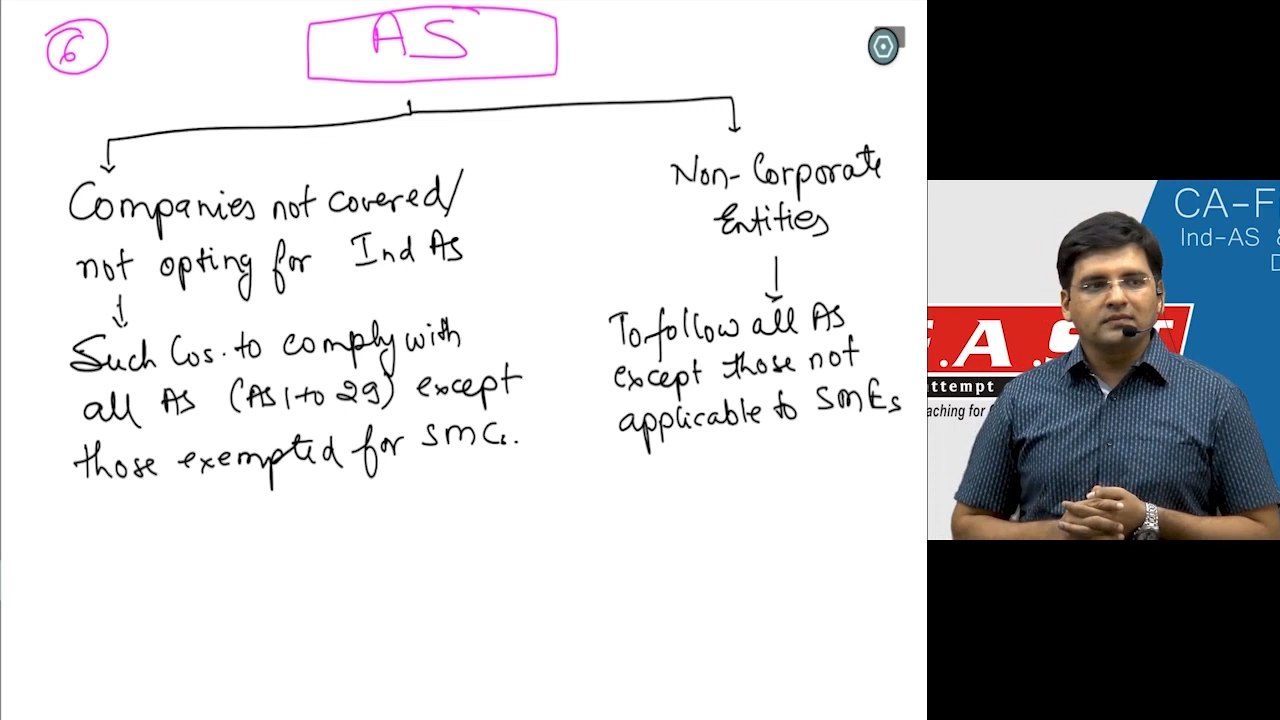 6
AS
Companies not covered/
not opting for Ind AS
Such Cos. to comply with
all AS (AS 1 to 29) except
those exempted for SMCs.
Non-Corporate
Entities
To follow all AS
except those not
applicable to SMEs
CA-F
Ind-AS &
D
F.A.S.T
attempt
eaching for C